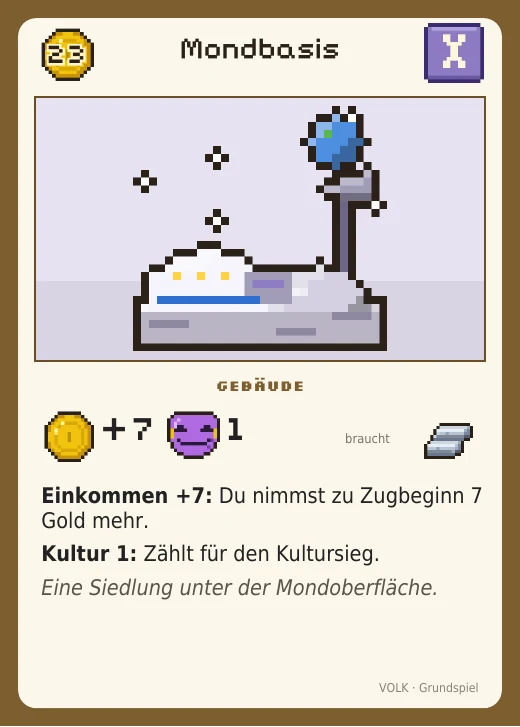 23
Mondbasis
X
GEBÄUDE
+7 1
braucht
Einkommen +7: Du nimmst zu Zugbeginn 7
Gold mehr.
Kultur 1: Zählt für den Kultursieg.
Eine Siedlung unter der Mondoberfläche.
VOLK · Grundspiel